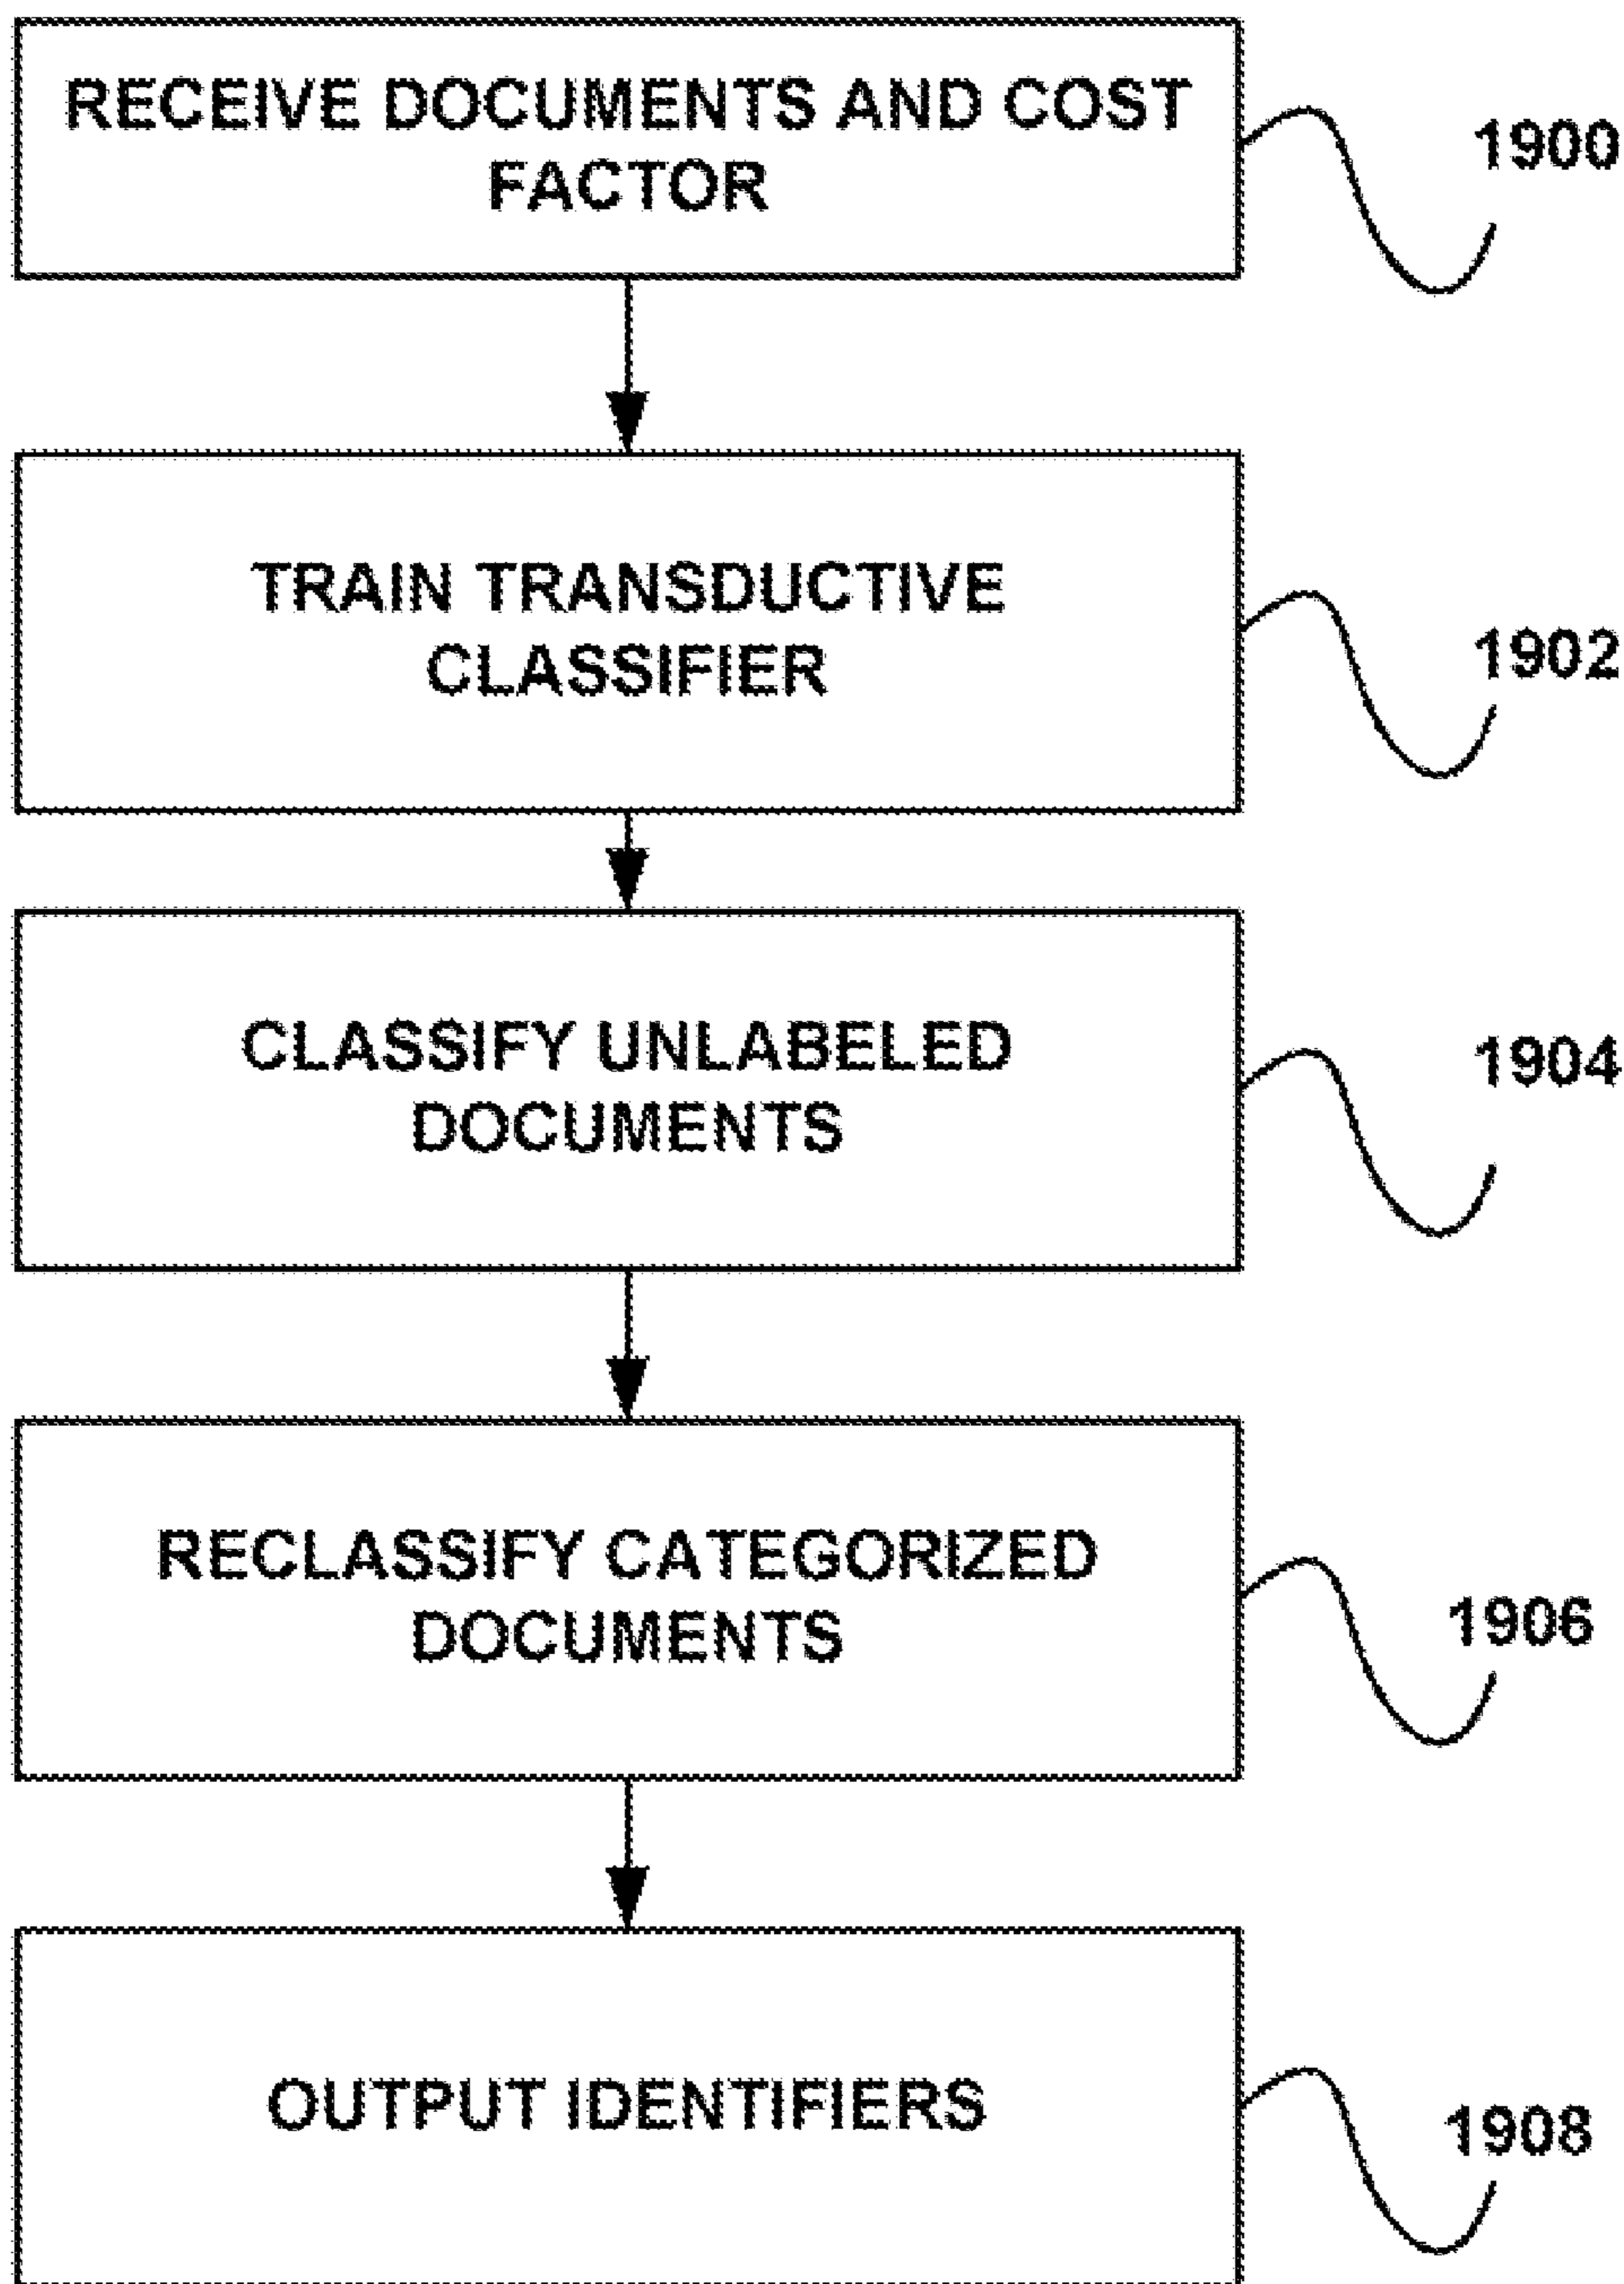 RECEIVE DOCUMENTS AND COST
FACTOR
1900
TRAIN TRANSDUCTIVE
CLASSIFIER
1902
CLASSIFY UNLABELED
DOCUMENTS
1904
RECLASSIFY CATEGORIZED
DOCUMENTS
1906
OUTPUT IDENTIFIERS
1908